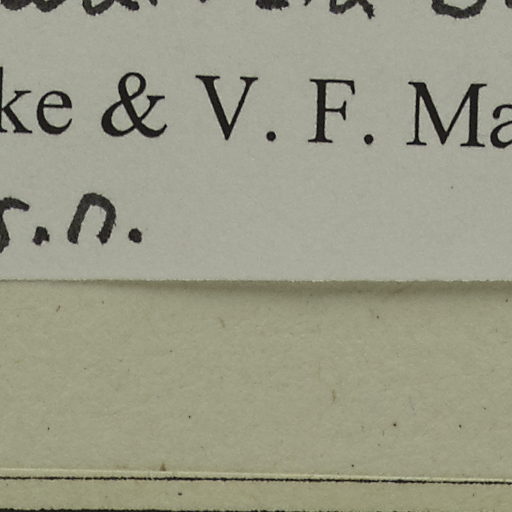 ke & V. F. Ma
s.n.